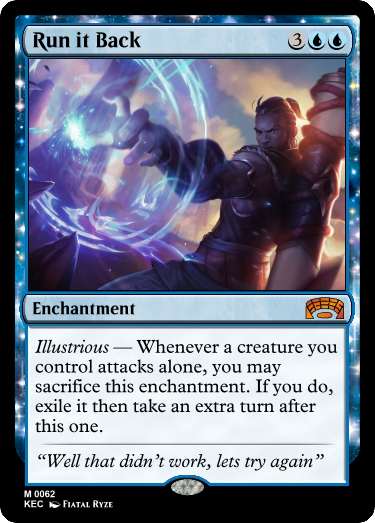 Run it Back 3
Enchantment
Illustrious — Whenever a creature you
control attacks alone, you may
sacrifice this enchantment. If you do,
exile it then take an extra turn after
this one.
“Well that didn't work, lets try again”
M 0062
KEC Fiatal Ryze